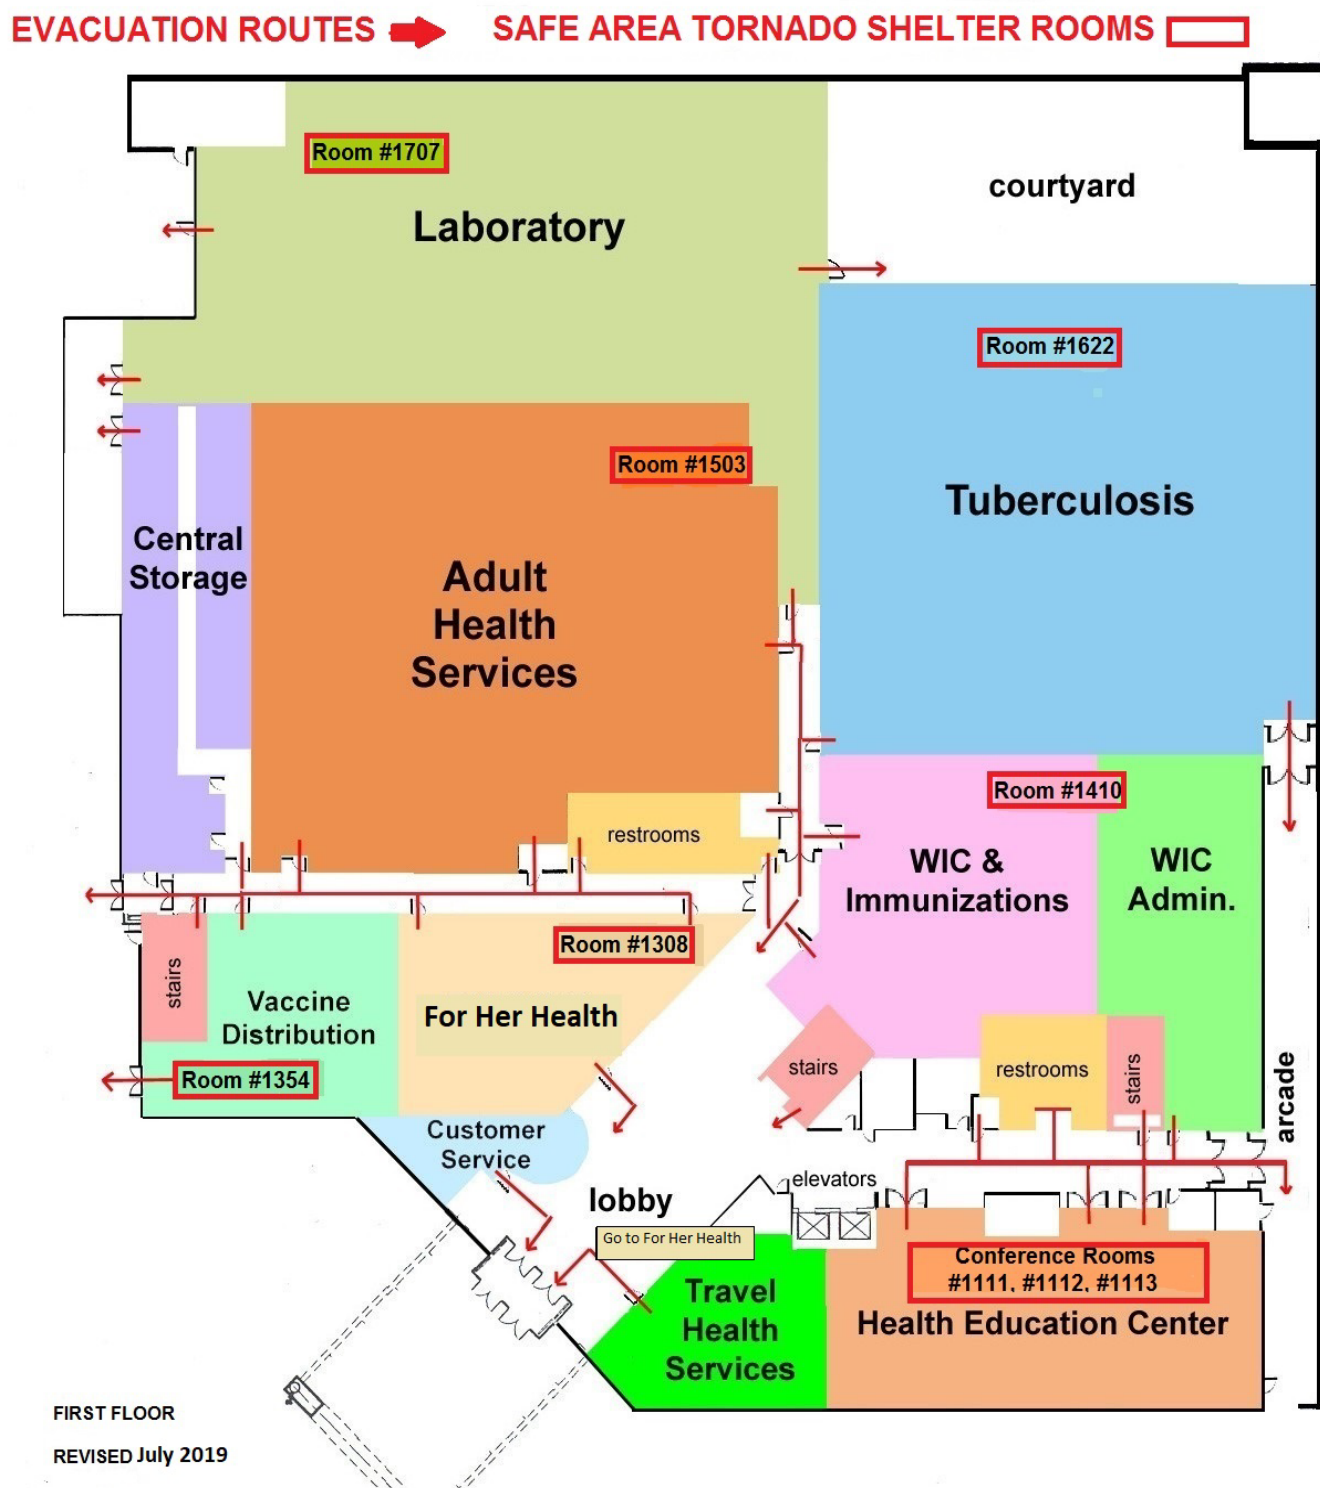 EVACUATION ROUTES
SAFE AREA TORNADO SHELTER ROOMS
Room #1707
courtyard
Laboratory
Room #1622
Room #1503
Tuberculosis
Central
Storage
Adult
Health
Services
Room #1410
restrooms
WIC &
Immunizations
WIC
Admin.
Room #1308
stairs
Vaccine
Distribution
For Her Health
Room #1354
stairs
restrooms
stairs
arcade
Customer
Service
elevators
lobby
Go to For Her Health
Conference Rooms
#1111, #1112, #1113
Travel
Health
Services
Health Education Center
FIRST FLOOR
REVISED July 2019